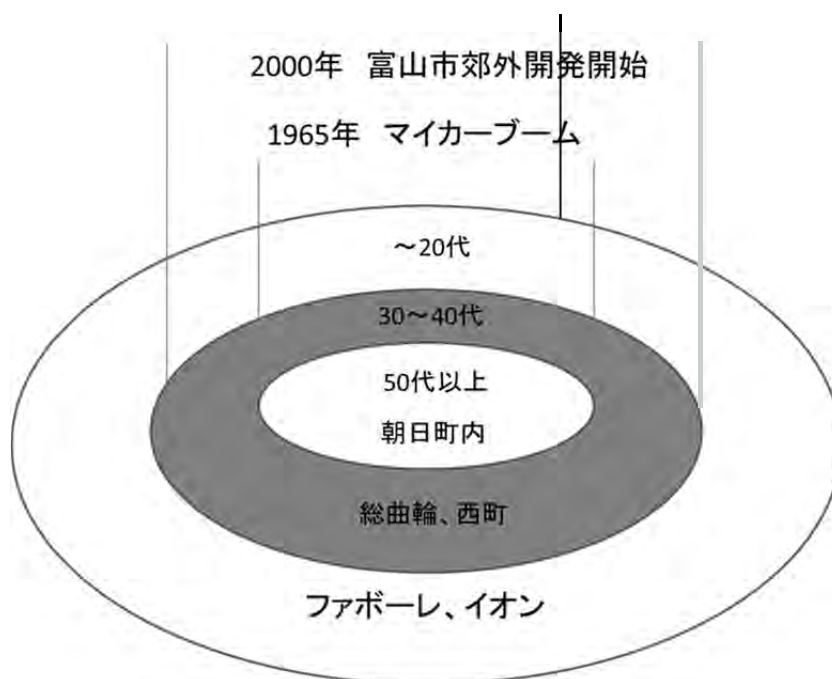 2000年　富山市郊外開発開始
1965年　マイカーブーム
～20代
30～40代
50代以上
朝日町内
総曲輪、西町
ファボーレ、イオン